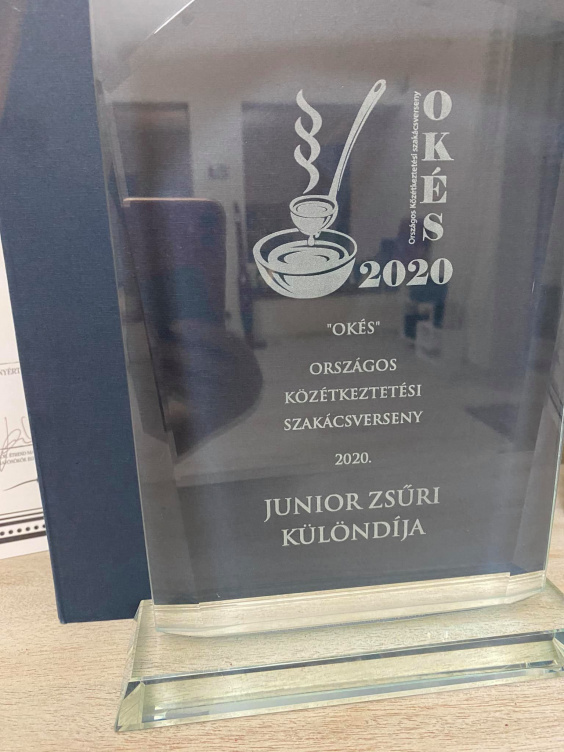 OKÉS
Országos Közétkeztetési szakácsverseny
2020
"OKÉS"
ORSZÁGOS
KÖZÉTKEZTETÉSI
SZAKÁCSVERSENY
2020.
JUNIOR ZSŰRI
KÜLÖNDÍJA